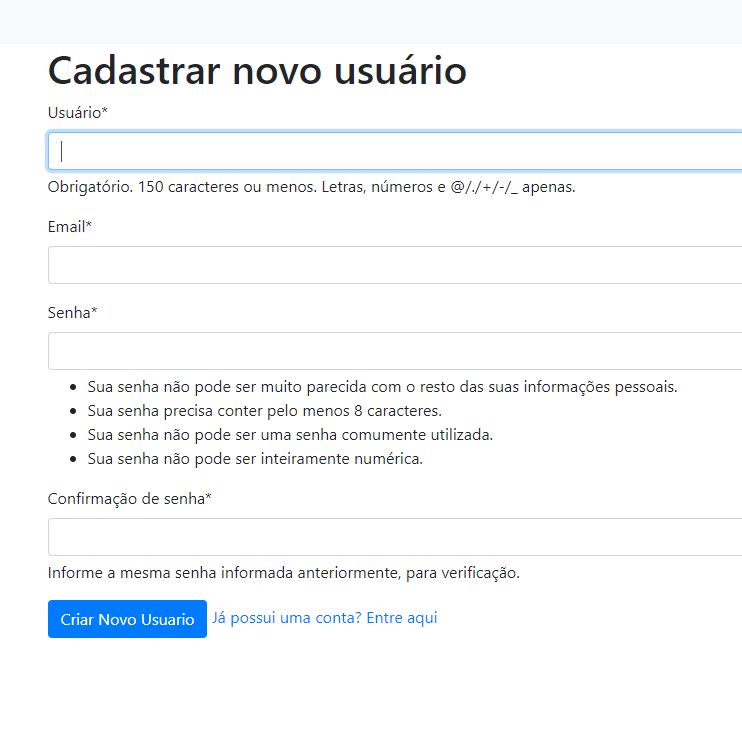 Cadastrar novo usuário
Usuário*
Obrigatório. 150 caracteres ou menos. Letras, números e @/./+/-/_ apenas.
Email*
Senha*
Sua senha não pode ser muito parecida com o resto das suas informações pessoais.
Sua senha precisa conter pelo menos 8 caracteres.
Sua senha não pode ser uma senha comumente utilizada.
Sua senha não pode ser inteiramente numérica.
Confirmação de senha*
Informe a mesma senha informada anteriormente, para verificação.
Criar Novo Usuario Já possui uma conta? Entre aqui